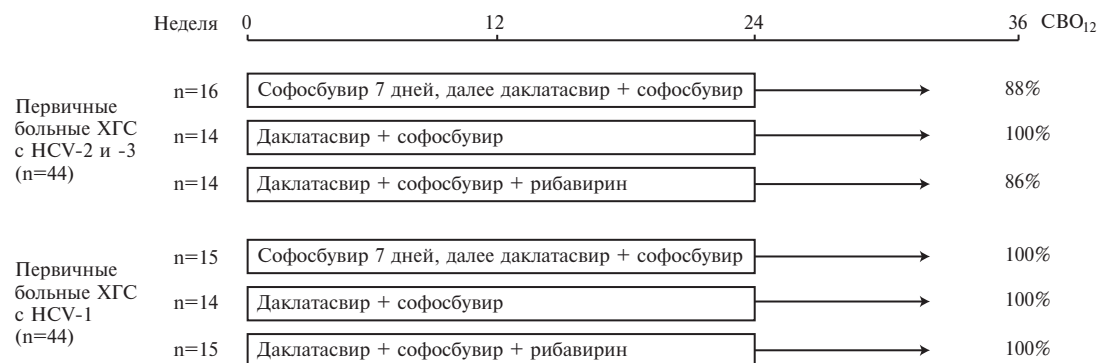 Неделя 0 12 24 36 СВО12
Первичные
больные ХГС
с HCV-2 и -3
(n=44)
n=16 Софосбувир 7 дней, далее даклатасвир + софосбувир 88%
n=14 Даклатасвир + софосбувир 100%
n=14 Даклатасвир + софосбувир + рибавирин 86%
Первичные
больные ХГС
с HCV-1
(n=44)
n=15 Софосбувир 7 дней, далее даклатасвир + софосбувир 100%
n=14 Даклатасвир + софосбувир 100%
n=15 Даклатасвир + софосбувир + рибавирин 100%